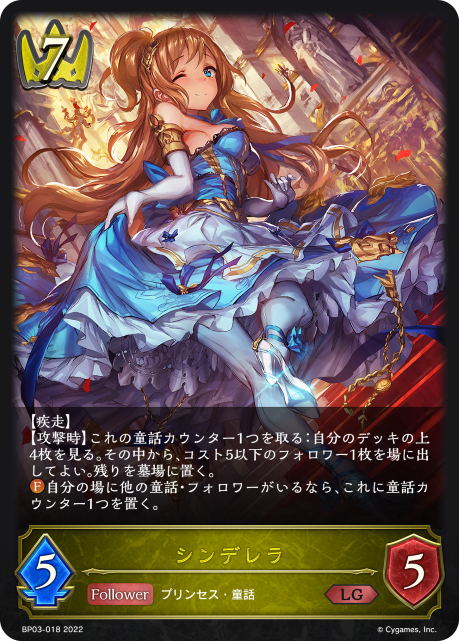 7
【疾走】
【攻撃時】これの童話カウンター1つを取る：自分のデッキの上
4枚を見る。その中から、コスト5以下のフォロワー1枚を場に出
してよい。残りを墓場に置く。
F自分の場に他の童話・フォロワーがいるなら、これに童話カ
ウンター1つを置く。
シンデレラ
5
Follower プリンセス・童話 LG
5
BP03-018 2022 © Cygames, Inc.